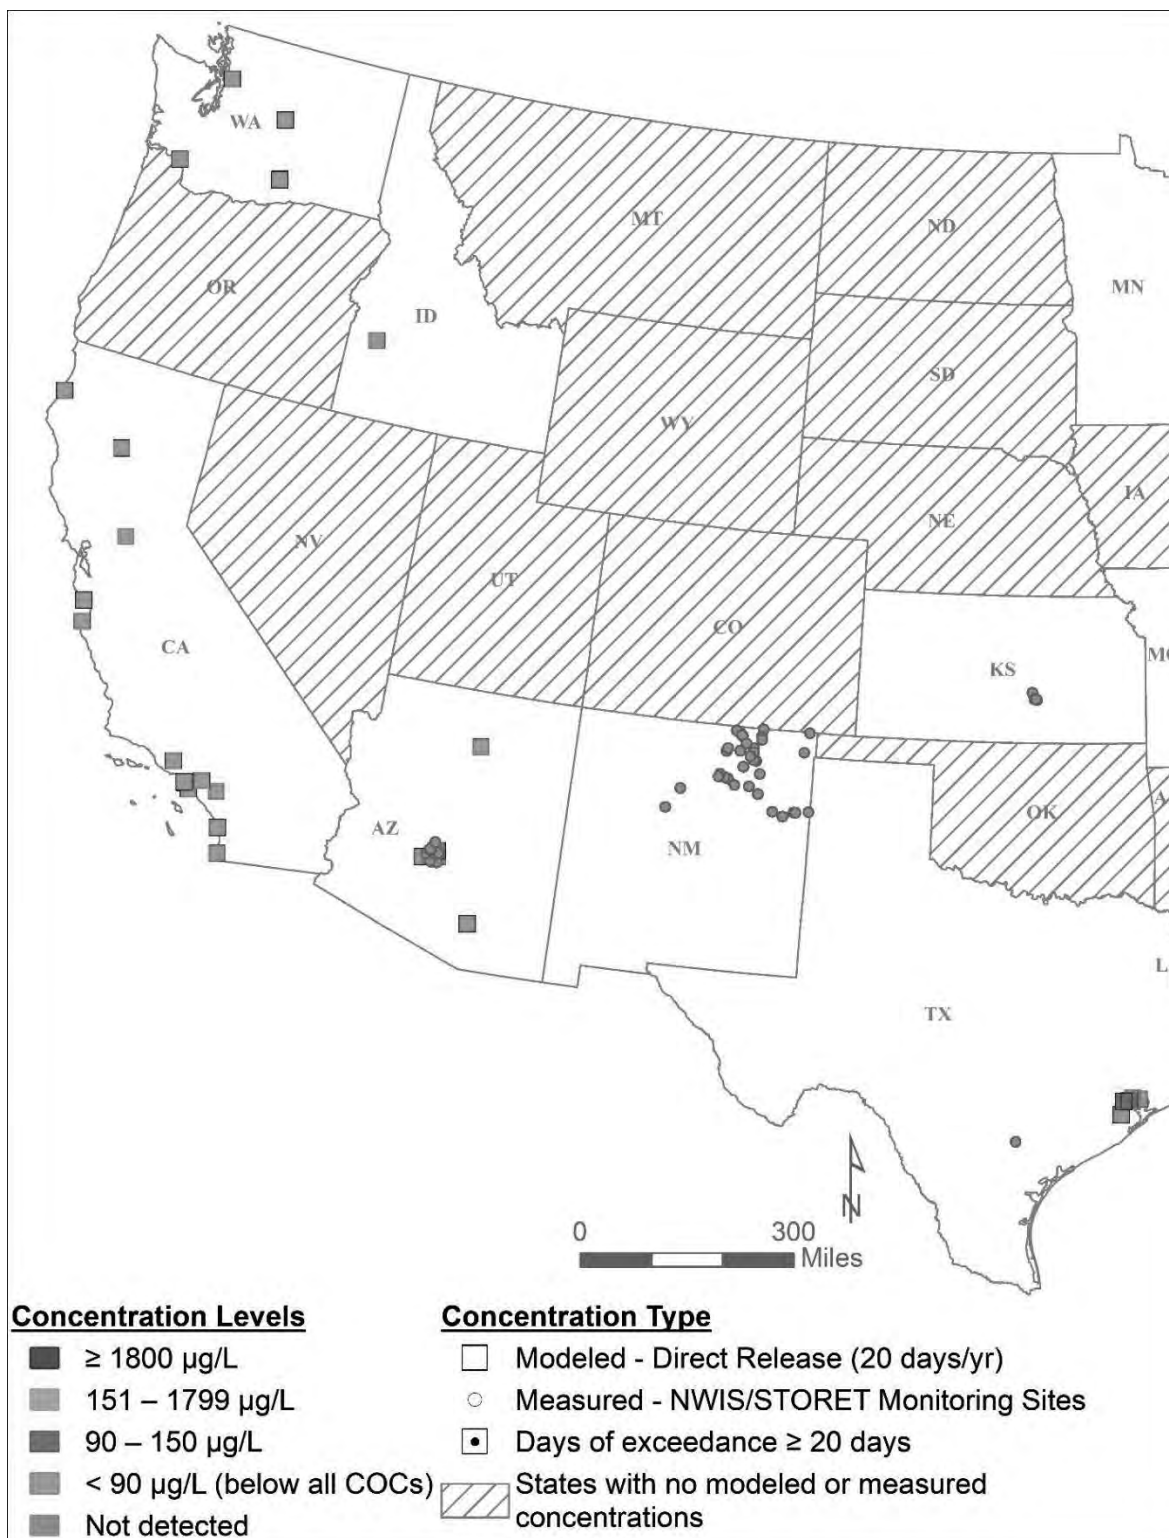 WA
MT
ND
OR
ID
MN
SD
WY
IA
NE
NV
UT
CO
CA
KS
MO
AZ
NM
OK
A
L
TX
N
0 300
Miles
Concentration Levels
≥ 1800 µg/L
151 – 1799 µg/L
90 – 150 µg/L
< 90 µg/L (below all COCs)
Not detected
Concentration Type
Modeled - Direct Release (20 days/yr)
Measured - NWIS/STORET Monitoring Sites
Days of exceedance ≥ 20 days
States with no modeled or measured
concentrations